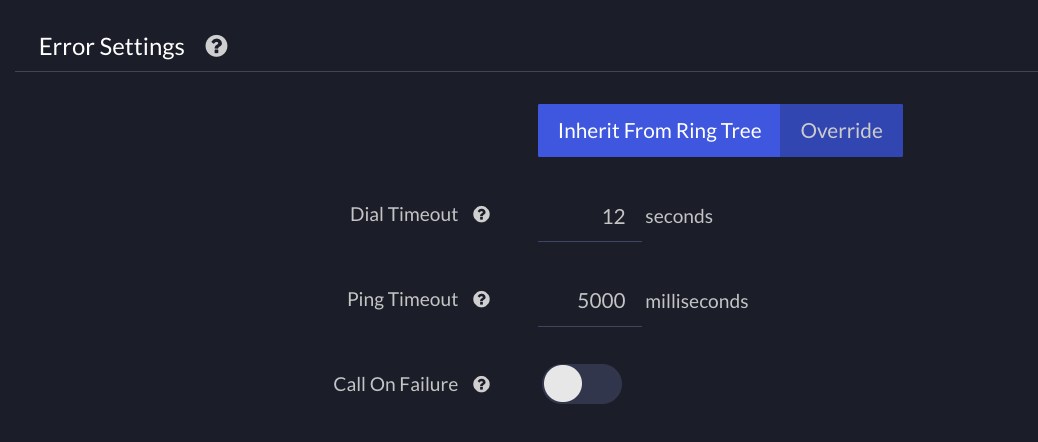 Error Settings ?
Inherit From Ring Tree Override
Dial Timeout ? 12 seconds
Ping Timeout ? 5000 milliseconds
Call On Failure ?